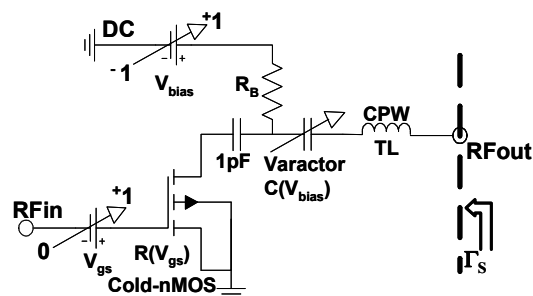 DC
+1
- 1
- +
Vbias
RB
CPW
1pF
Varactor
C(Vbias)
TL
RFout
RFin
+1
0
- +
Vgs
R(Vgs)
Cold-nMOS
ΓS